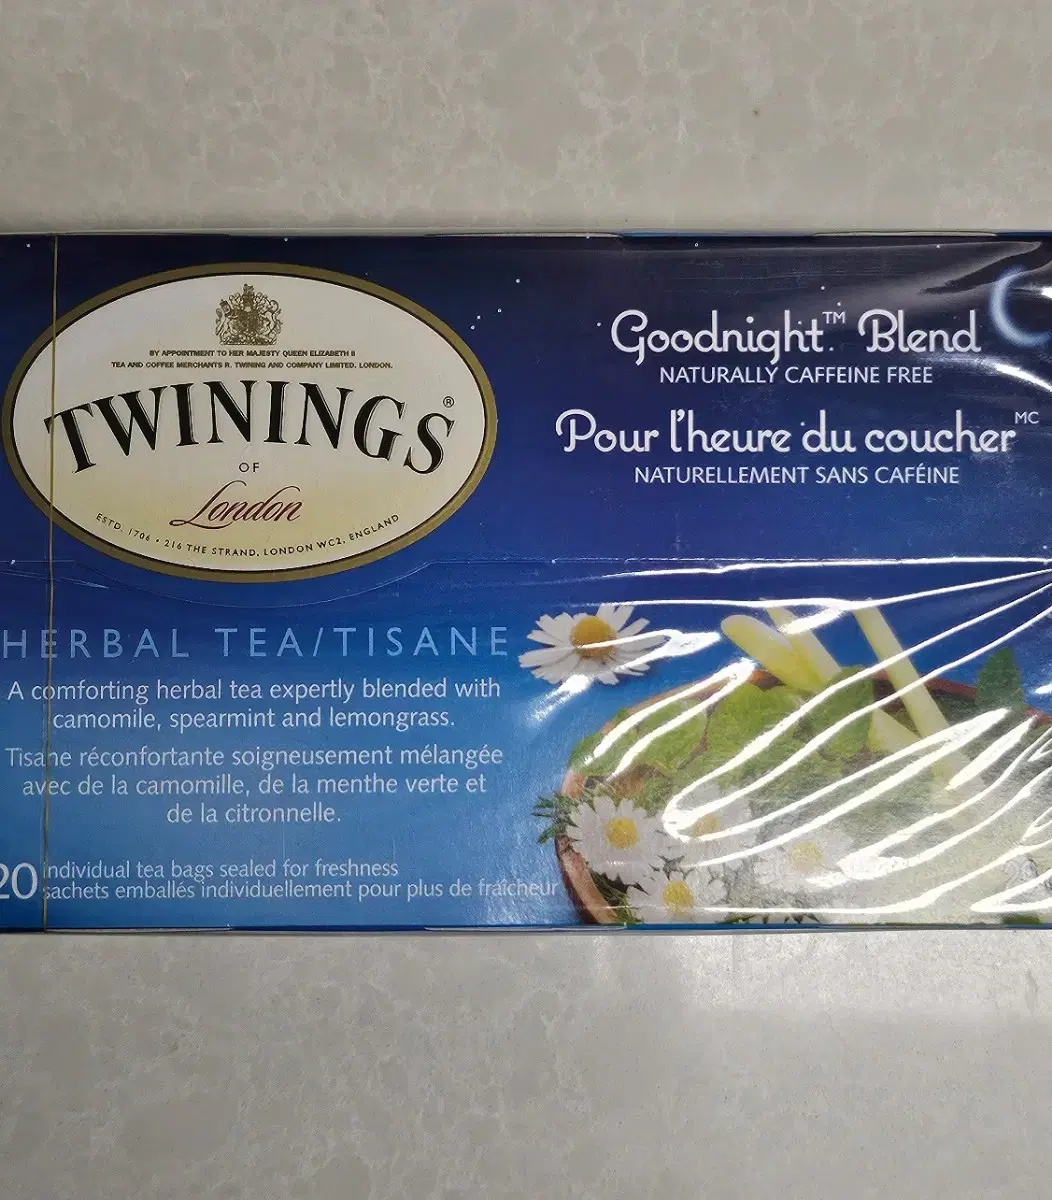 BY APPOINTMENT TO HER MAJESTY QUEEN ELIZABETH II
TEA AND COFFEE MERCHANTS R. TWINING AND COMPANY LIMITED. LONDON.
TWININGS®
OF
London
ESTD. 1706 • 216 THE STRAND, LONDON WC2, ENGLAND
Goodnight™ Blend
NATURALLY CAFFEINE FREE
Pour l'heure du coucher MC
NATURELLEMENT SANS CAFÉINE
HERBAL TEA/TISANE
A comforting herbal tea expertly blended with
camomile, spearmint and lemongrass.
Tisane réconfortante soigneusement mélangée
avec de la camomille, de la menthe verte et
de la citronnelle.
20 individual tea bags sealed for freshness
sachets emballés individuellement pour plus de fraîcheur